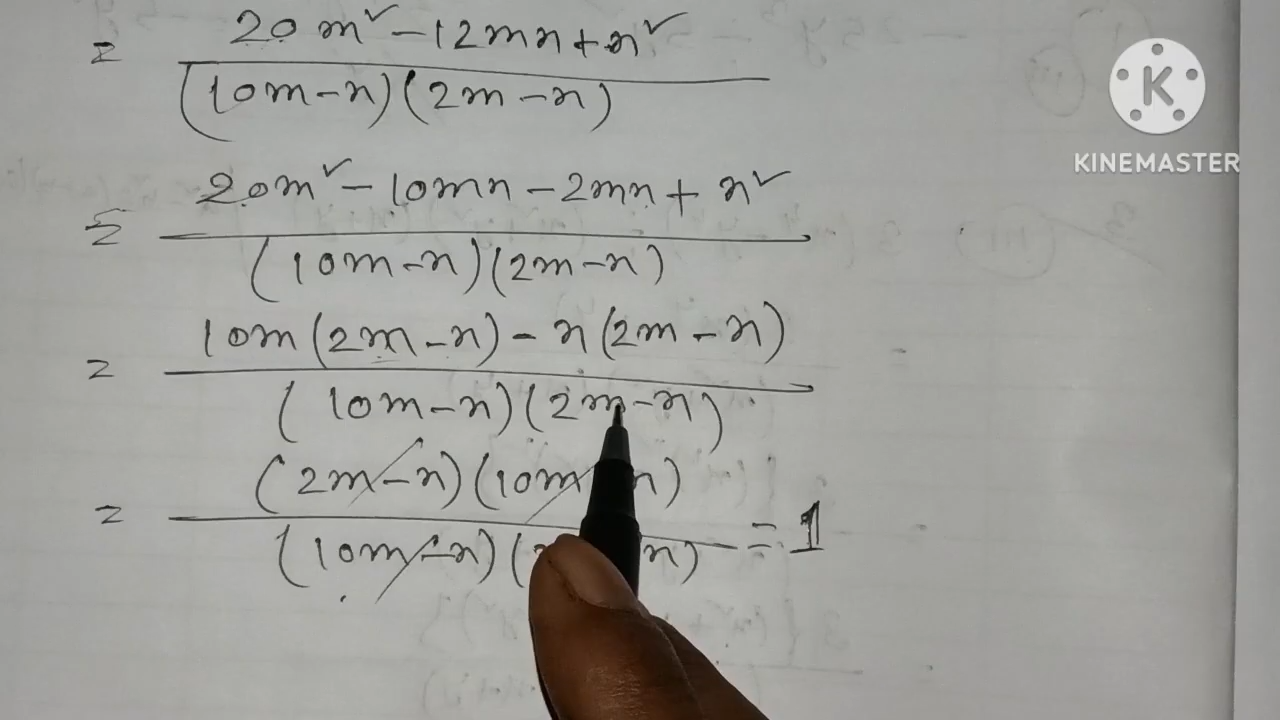 = 20m² - 12mn + n²
/ (10m - n)(2m - n)
= 20m² - 10mn - 2mn + n²
/ (10m - n)(2m - n)
= 10m(2m - n) - n(2m - n)
/ (10m - n)(2m - n)
= (2m - n)(10m - n)
/ (10m - n)( n) = 1
K
KINEMASTER